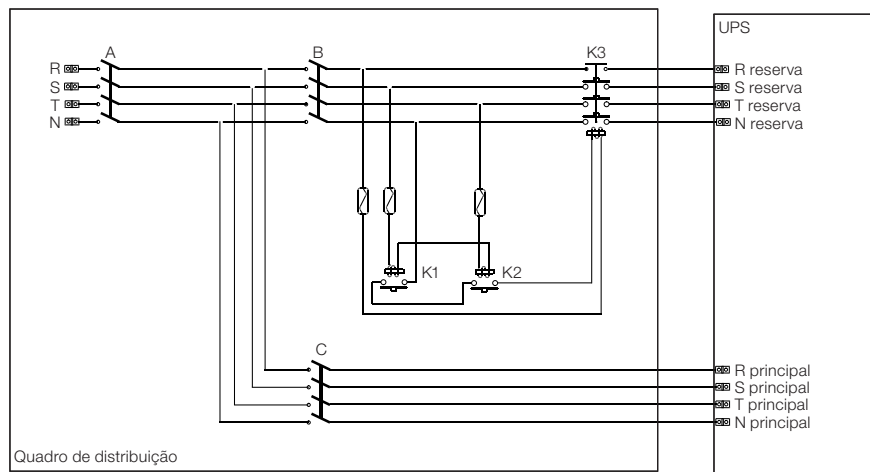 UPS
A
B
K3
R
R reserva
S
S reserva
T
T reserva
N
N reserva
K1
K2
C
R principal
S principal
T principal
N principal
Quadro de distribuição